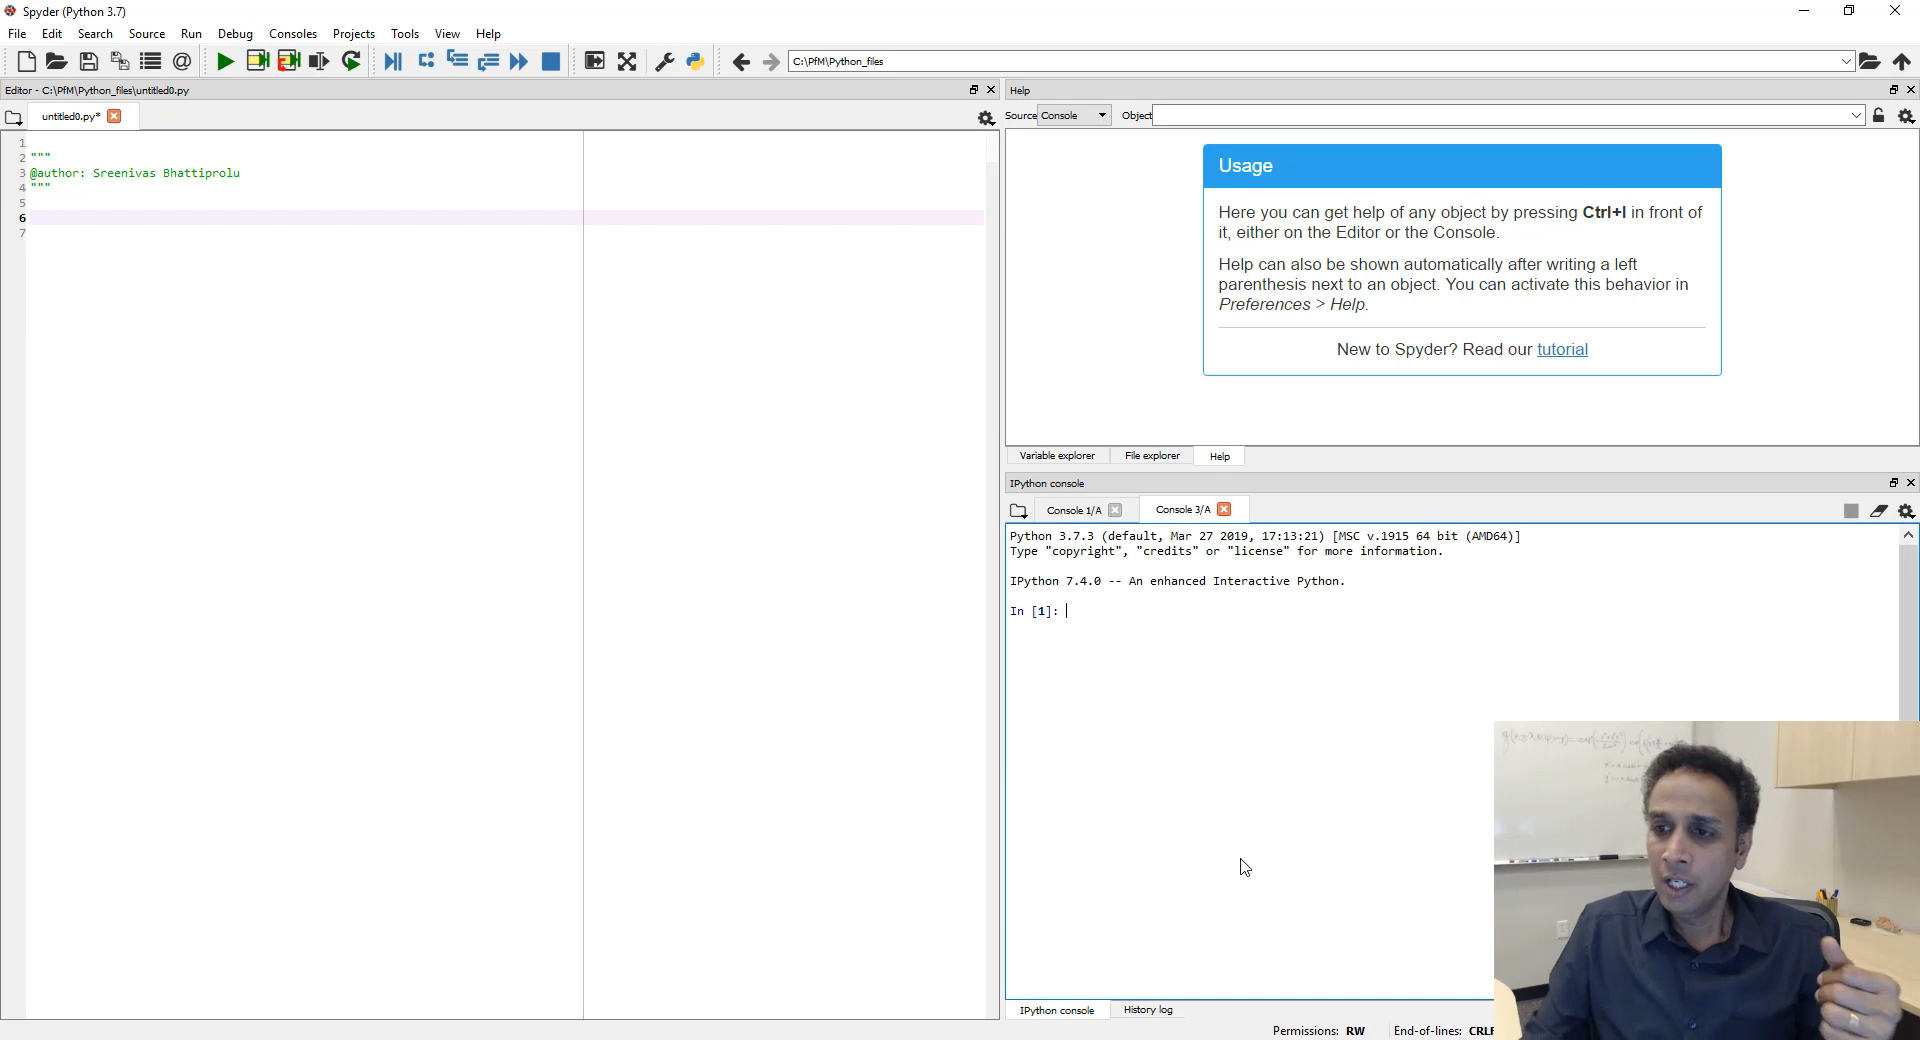 Spyder (Python 3.7)
File Edit Search Source Run Debug Consoles Projects Tools View Help
C:\PfM\Python_files
Editor - C:\PfM\Python_files\untitled0.py
untitled0.py*
1
2 """
3 @author: Sreenivas Bhattiprolu
4 """
5
6
7
Help
Source Console Object
Usage
Here you can get help of any object by pressing Ctrl+I in front of
it, either on the Editor or the Console.
Help can also be shown automatically after writing a left
parenthesis next to an object. You can activate this behavior in
Preferences > Help.
New to Spyder? Read our tutorial
Variable explorer File explorer Help
IPython console
Console 1/A Console 3/A
Python 3.7.3 (default, Mar 27 2019, 17:13:21) [MSC v.1915 64 bit (AMD64)]
Type "copyright", "credits" or "license" for more information.
IPython 7.4.0 -- An enhanced Interactive Python.
In [1]:
IPython console History log
Permissions: RW End-of-lines: CRLF